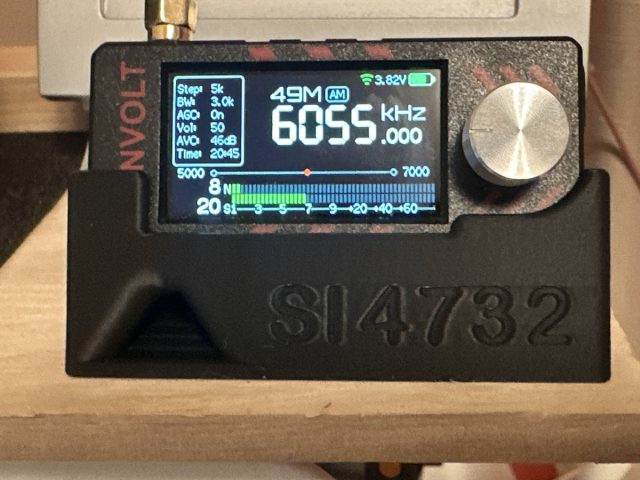 NVOLT
Step: 5k
BW: 3.0k
AGC: On
Vol: 50
AVC: 46dB
Time: 20:45
3.82V
49M AM
6055 kHz
.000
5000 7000
8 N
20 S1 3 5 7 9 +20 +40 +60
SI4732